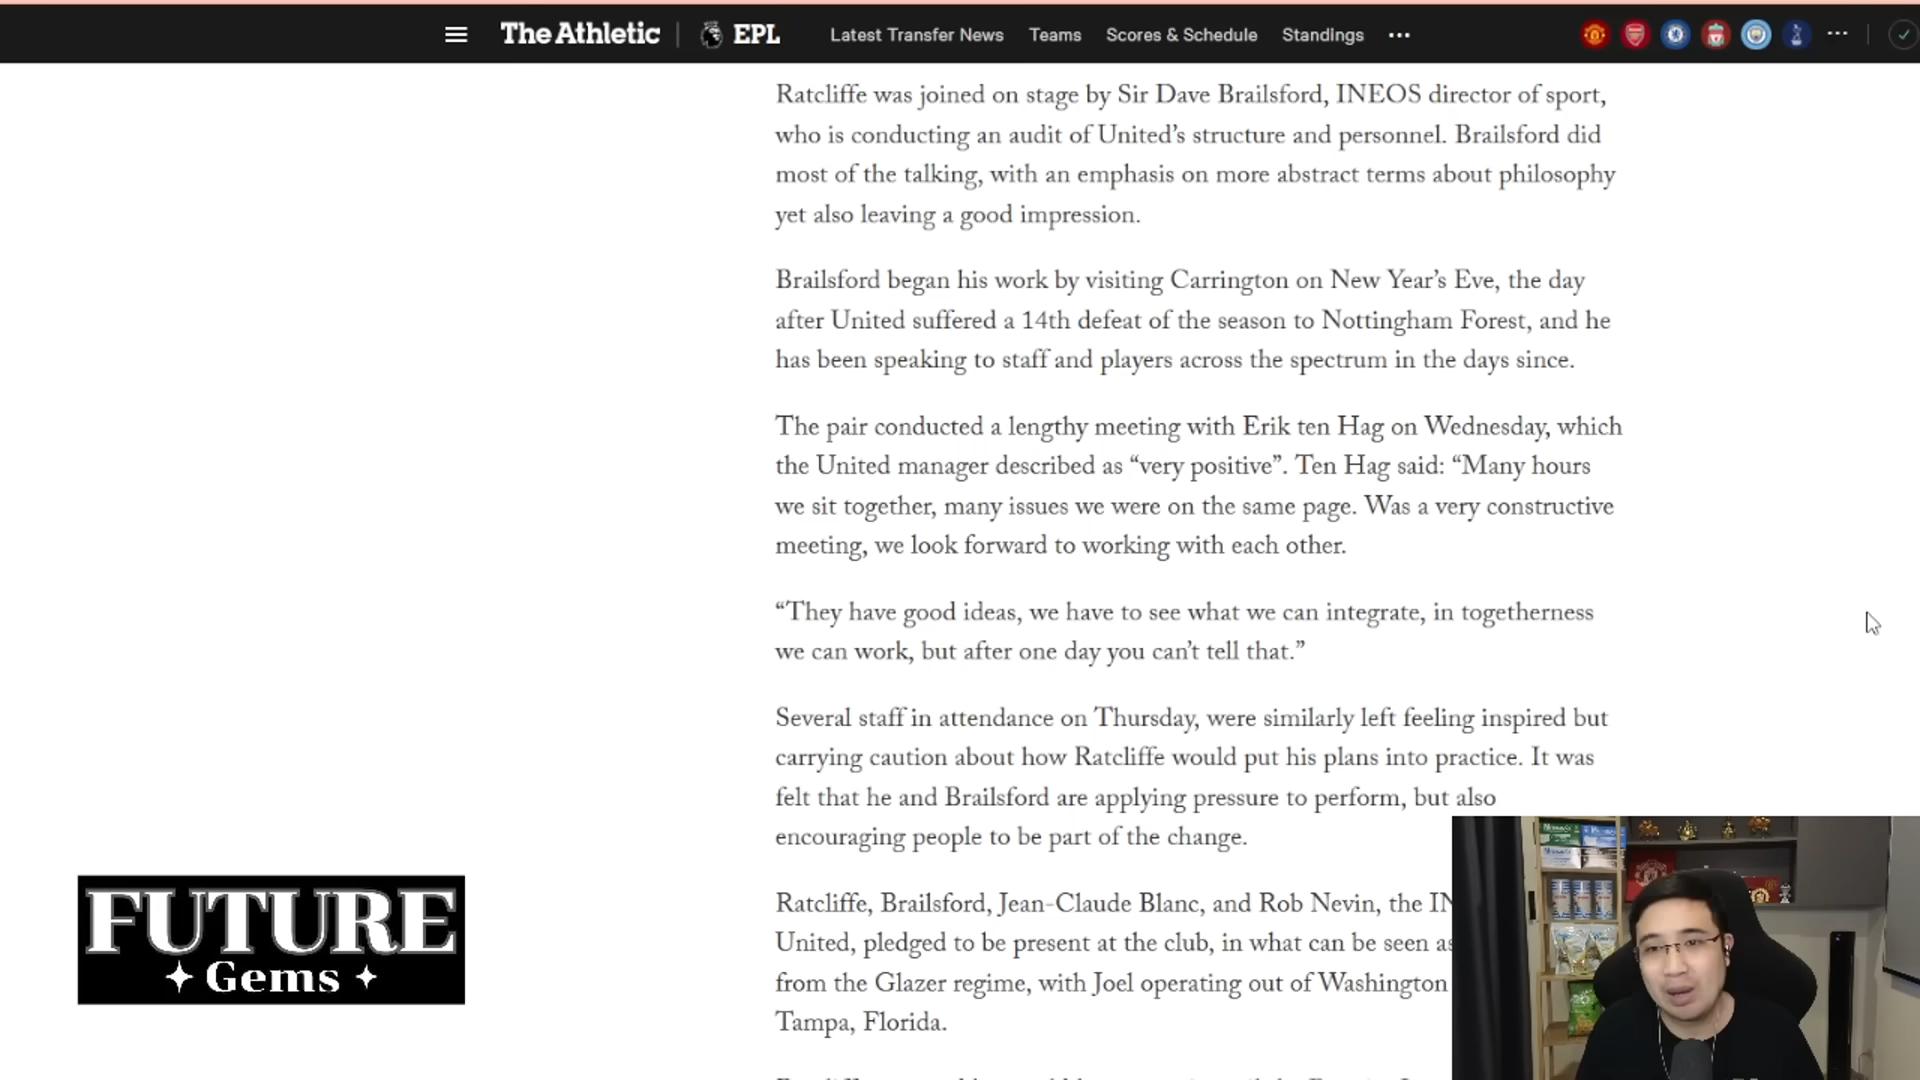 The Athletic EPL Latest Transfer News Teams Scores & Schedule Standings
Ratcliffe was joined on stage by Sir Dave Brailsford, INEOS director of sport,
who is conducting an audit of United’s structure and personnel. Brailsford did
most of the talking, with an emphasis on more abstract terms about philosophy
yet also leaving a good impression.
Brailsford began his work by visiting Carrington on New Year’s Eve, the day
after United suffered a 14th defeat of the season to Nottingham Forest, and he
has been speaking to staff and players across the spectrum in the days since.
The pair conducted a lengthy meeting with Erik ten Hag on Wednesday, which
the United manager described as “very positive”. Ten Hag said: “Many hours
we sit together, many issues we were on the same page. Was a very constructive
meeting, we look forward to working with each other.
“They have good ideas, we have to see what we can integrate, in togetherness
we can work, but after one day you can’t tell that.”
Several staff in attendance on Thursday, were similarly left feeling inspired but
carrying caution about how Ratcliffe would put his plans into practice. It was
felt that he and Brailsford are applying pressure to perform, but also
encouraging people to be part of the change.
Ratcliffe, Brailsford, Jean-Claude Blanc, and Rob Nevin, the
United, pledged to be present at the club, in what can be seen
from the Glazer regime, with Joel operating out of Washington
Tampa, Florida.
FUTURE
Gems